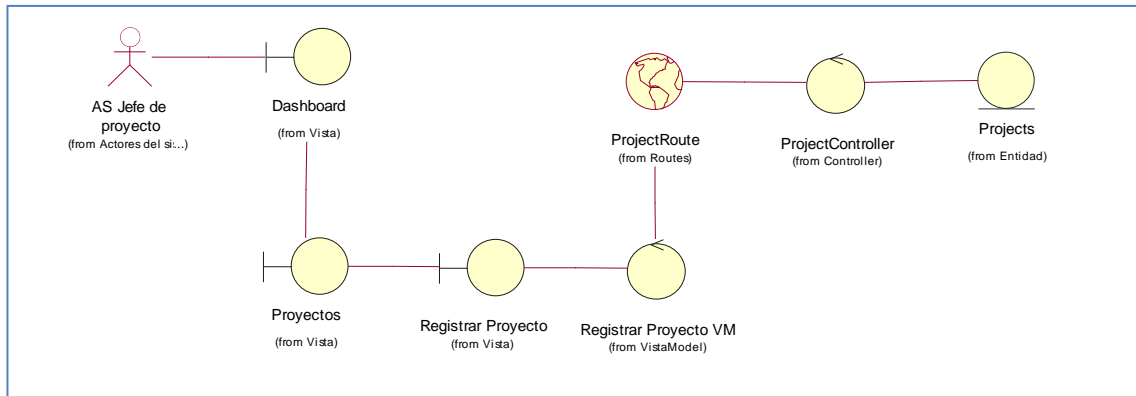 AS Jefe de
proyecto
(from Actores del si:...)
Dashboard
(from Vista)
ProjectRoute
(from Routes)
ProjectController
(from Controller)
Projects
(from Entidad)
Proyectos
(from Vista)
Registrar Proyecto
(from Vista)
Registrar Proyecto VM
(from VistaModel)